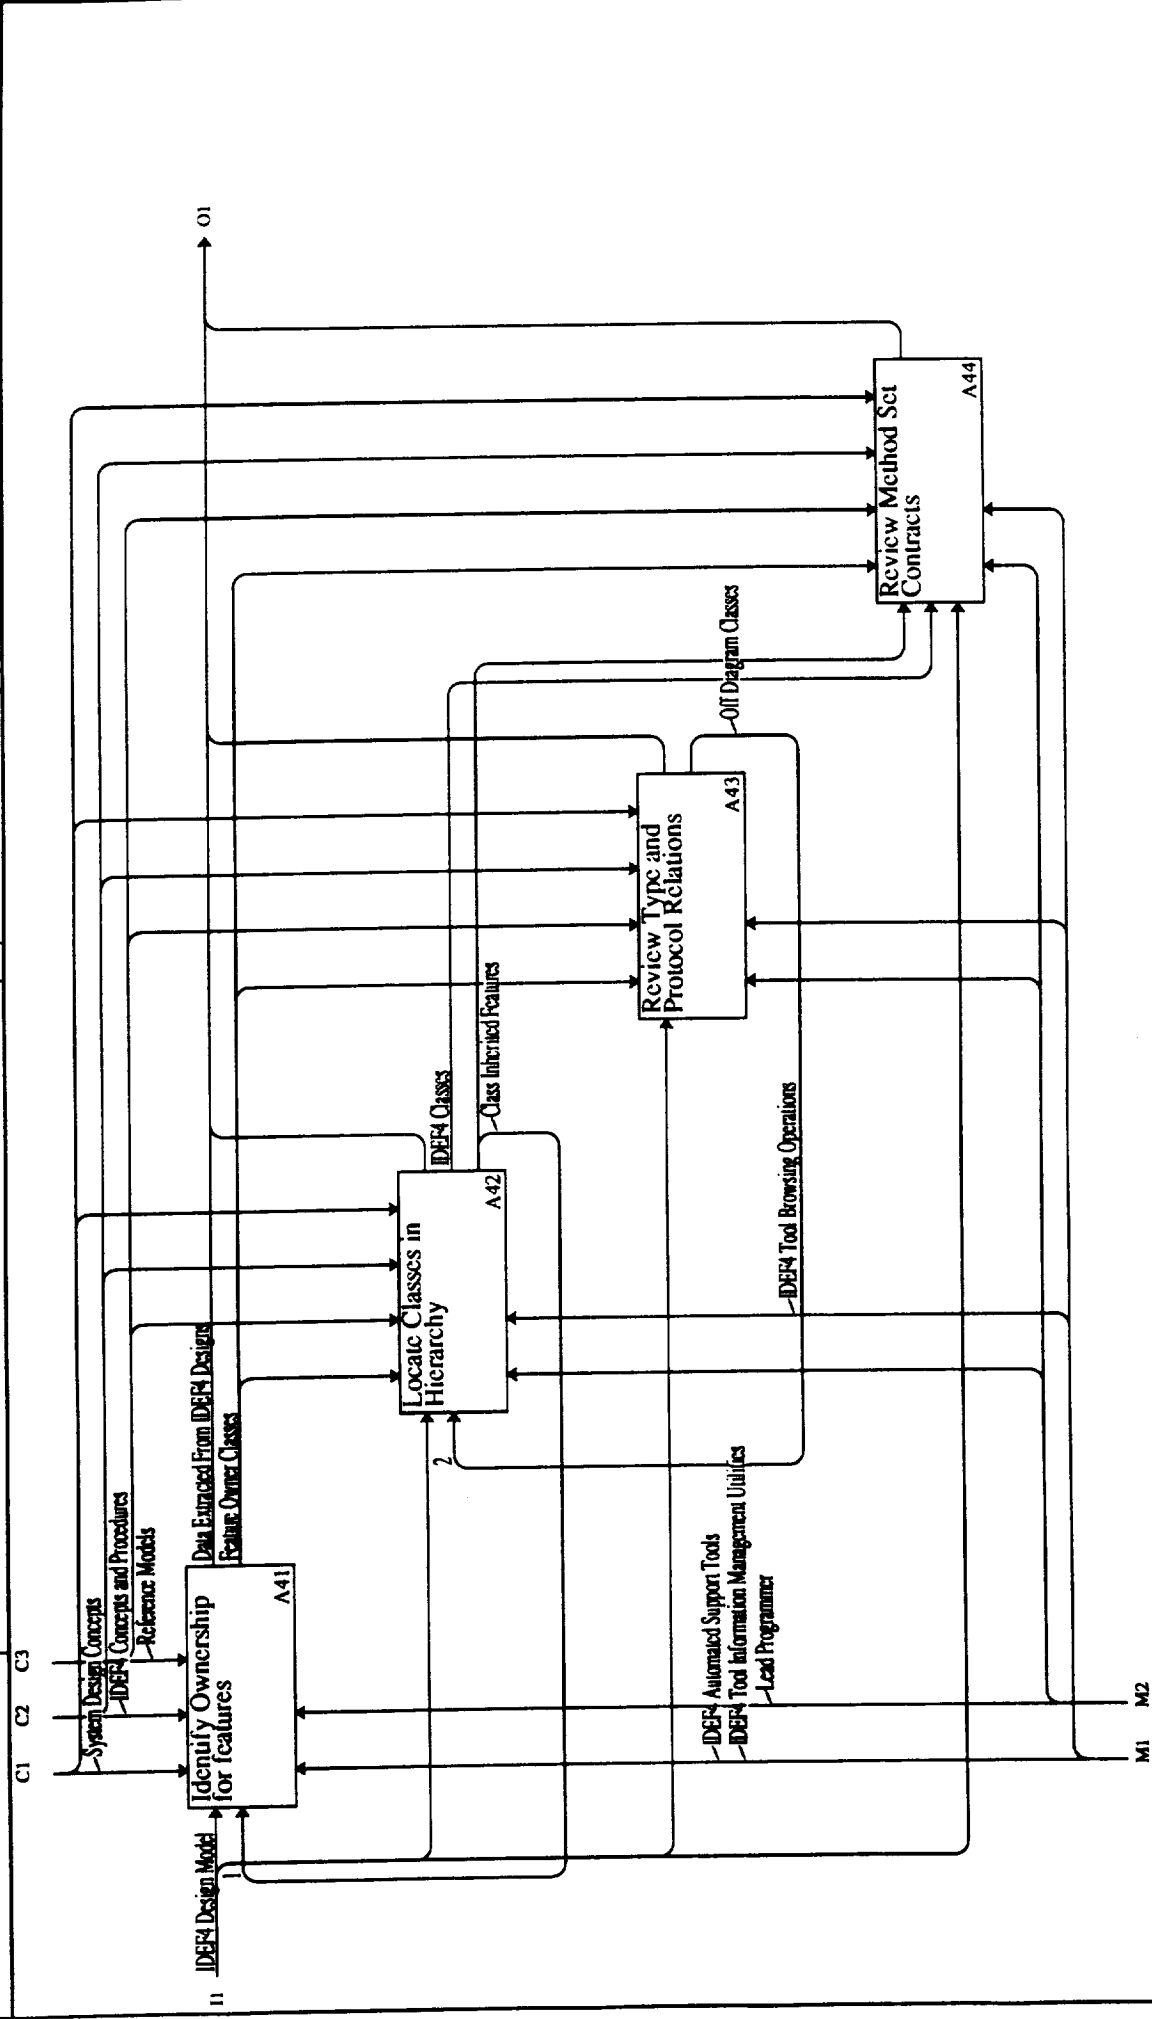 C1
C2
C3
System Design Concepts
IDEF4 Concepts and Procedures
Reference Models
I1
IDEF4 Design Model
1
Identify Ownership
for features
A41
Data Extracted From IDEF4 Designs
Feature Owner Classes
2
Locate Classes in
Hierarchy
A42
IDEF4 Classes
Class Inherited Features
Review Type and
Protocol Relations
A43
Off Diagram Classes
Review Method Set
Contracts
A44
O1
IDEF4 Automated Support Tools
IDEF4 Tool Information Management Utilities
Lead Programmer
IDEF4 Tool Browsing Operations
M1
M2